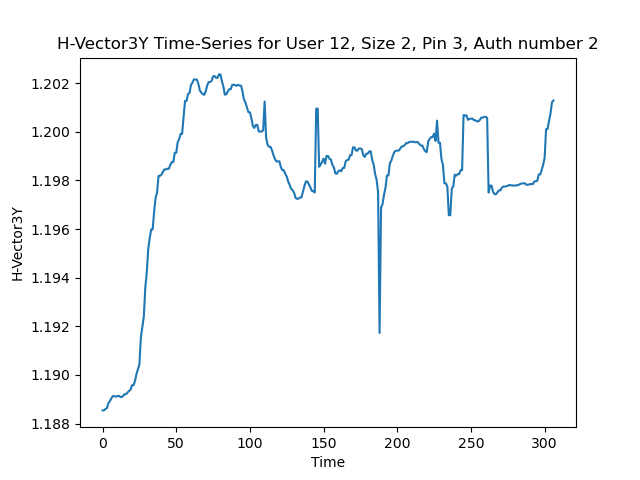 H-Vector3Y Time-Series for User 12, Size 2, Pin 3, Auth number 2
1.202
1.200
1.198
1.196
1.194
1.192
1.190
1.188
H-Vector3Y
0 50 100 150 200 250 300
Time